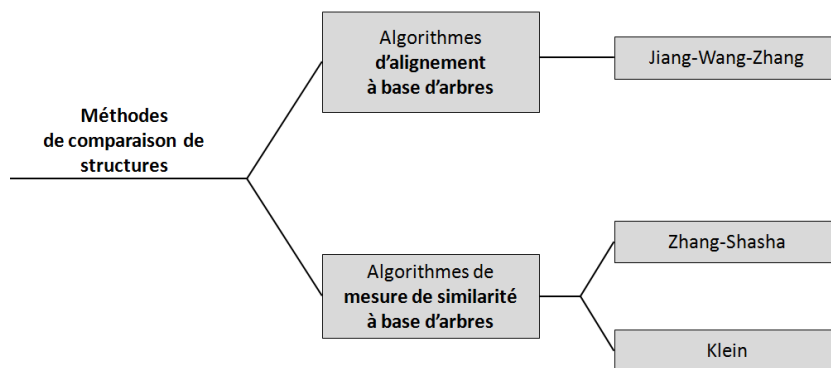 Méthodes
de comparaison de
structures
Algorithmes
d’alignement
à base d’arbres
Jiang-Wang-Zhang
Algorithmes de
mesure de similarité
à base d’arbres
Zhang-Shasha
Klein